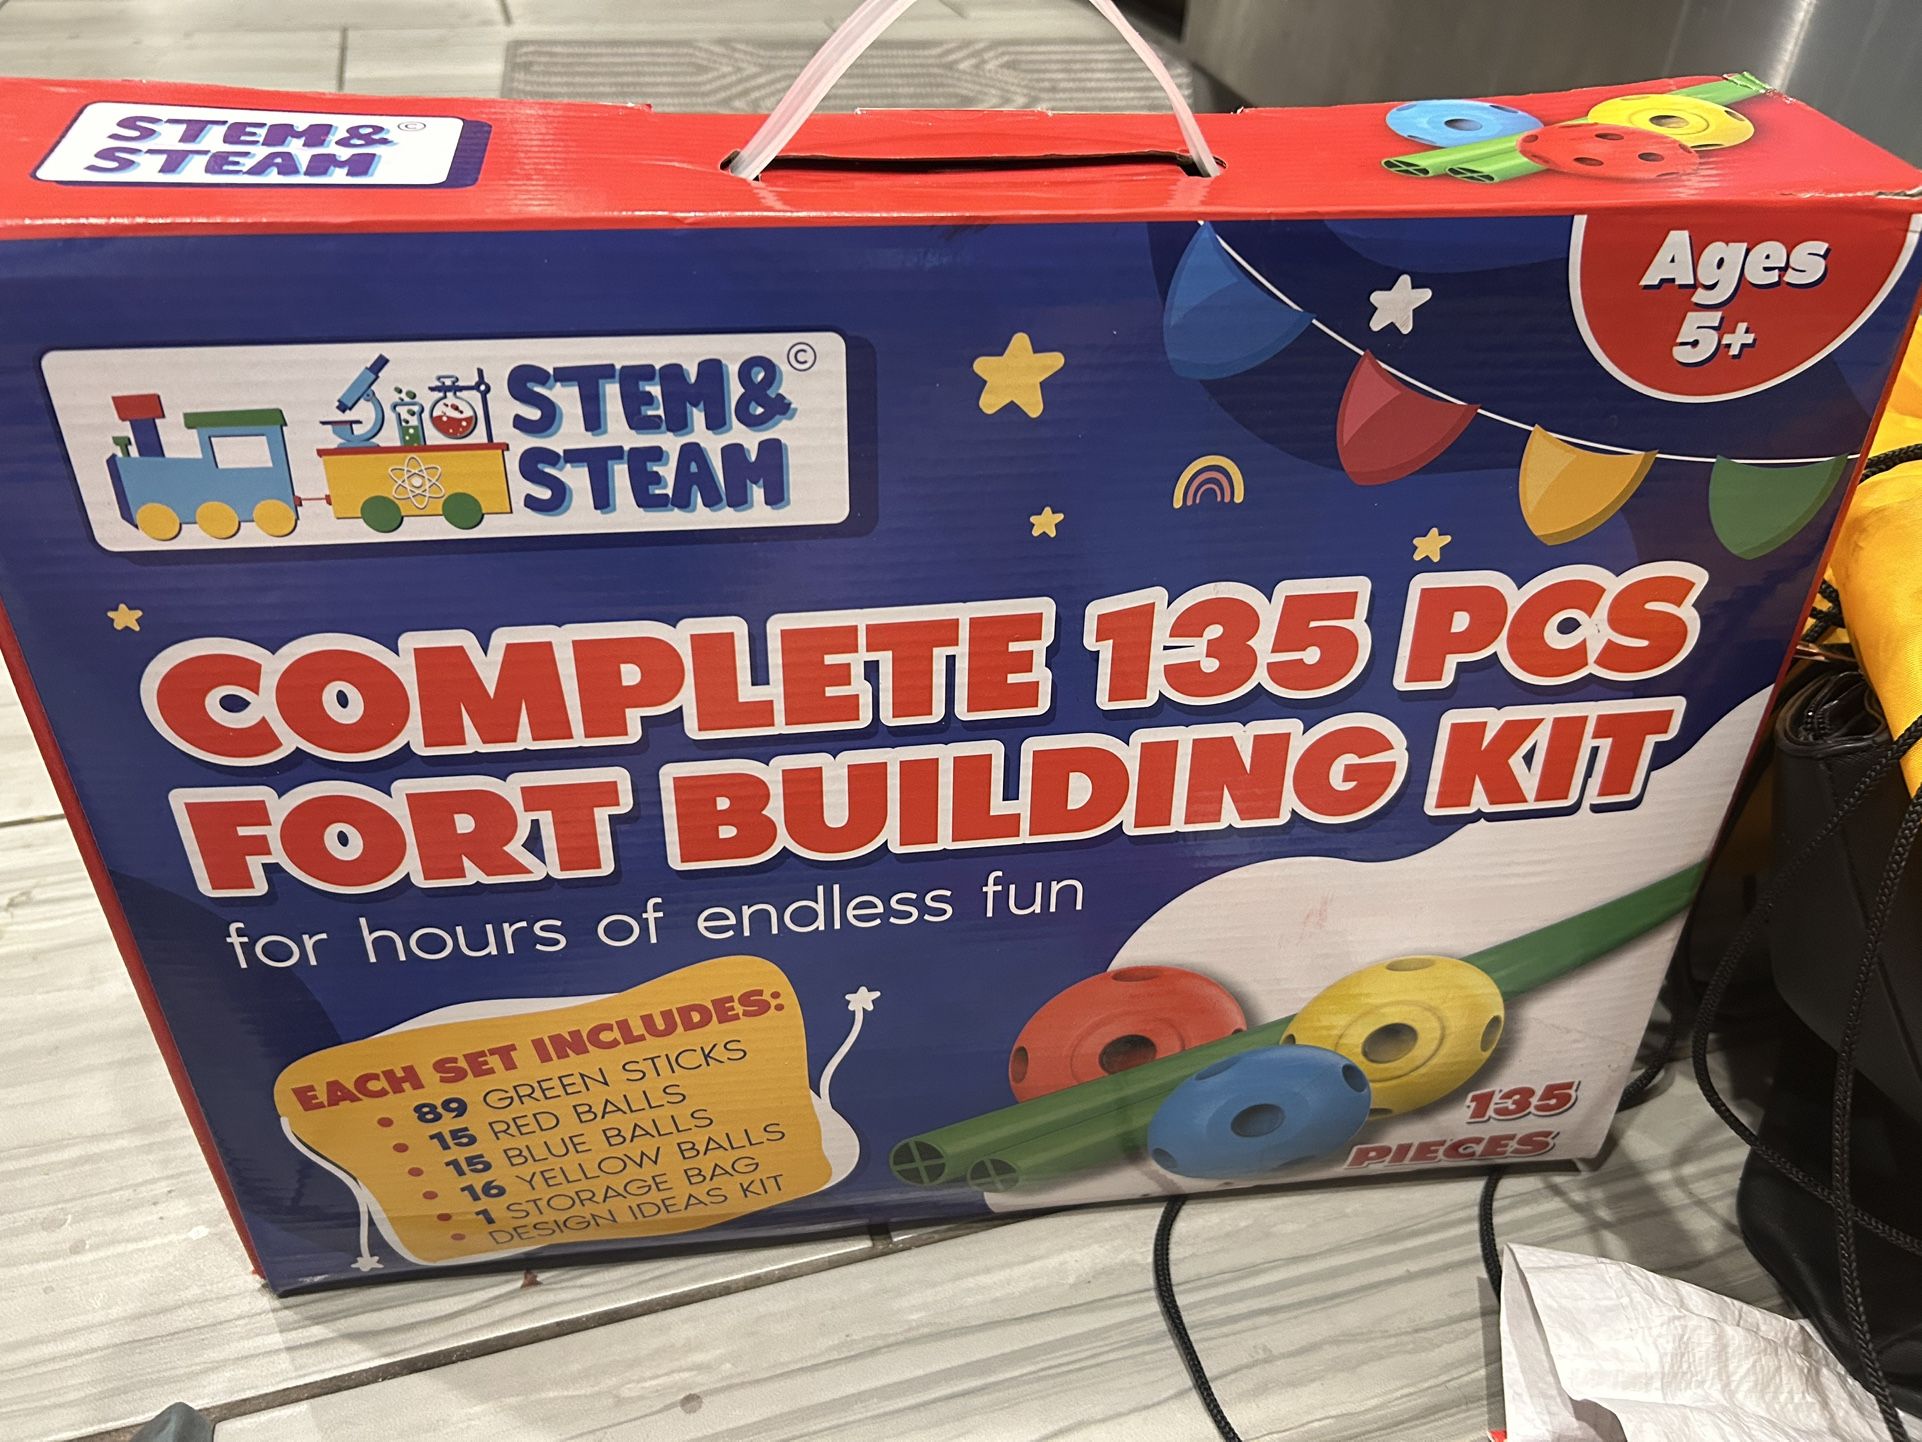 STEM& ©
STEAM
Ages
5+
STEM& ©
STEAM
COMPLETE 135 PCS
FORT BUILDING KIT
for hours of endless fun
EACH SET INCLUDES:
• 89 GREEN STICKS
• 15 RED BALLS
• 15 BLUE BALLS
• 16 YELLOW BALLS
• 1 STORAGE BAG
• DESIGN IDEAS KIT
135
PIECES